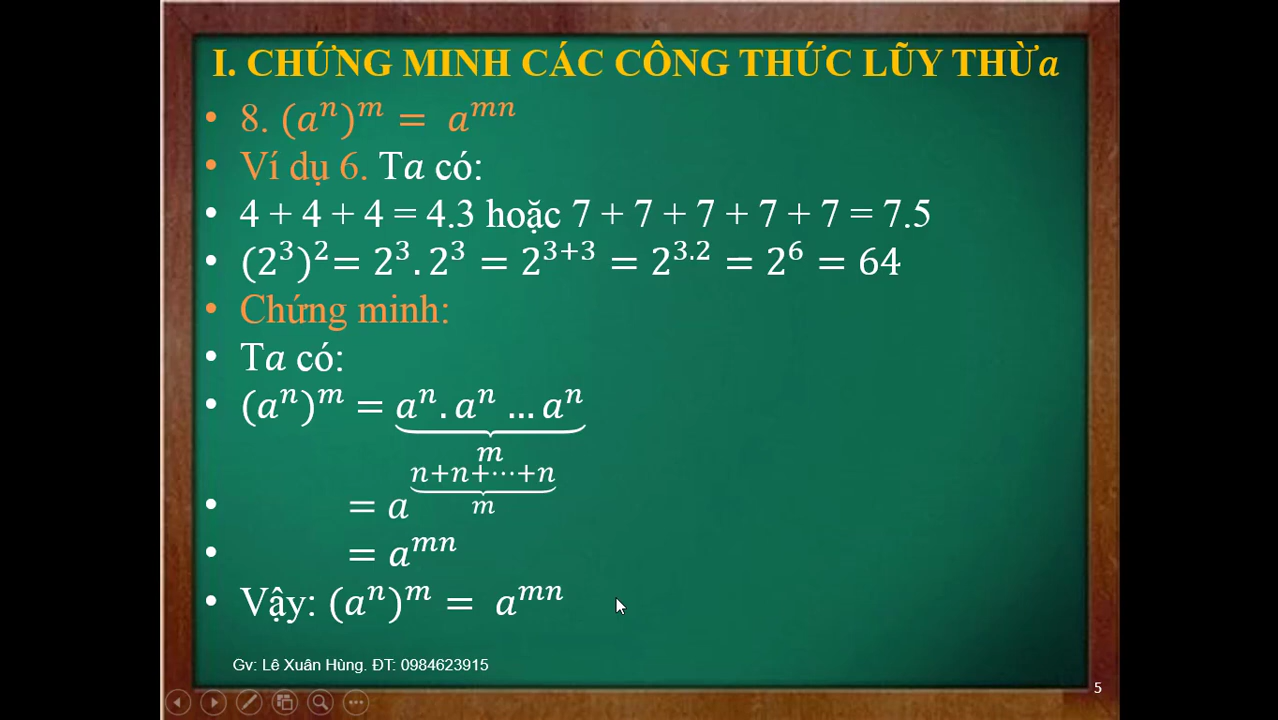 I. CHỨNG MINH CÁC CÔNG THỨC LŨY THỪa
• 8. (aⁿ)ᵐ = aᵐⁿ
• Ví dụ 6. Ta có:
• 4 + 4 + 4 = 4.3 hoặc 7 + 7 + 7 + 7 + 7 = 7.5
• (2³)² = 2³. 2³ = 2³⁺³ = 2^{3.2} = 2⁶ = 64
• Chứng minh:
• Ta có:
• (aⁿ)ᵐ = aⁿ. aⁿ … aⁿ
m
n+n+⋯+n
• = a
m
• = aᵐⁿ
• Vậy: (aⁿ)ᵐ = aᵐⁿ
Gv: Lê Xuân Hùng. ĐT: 0984623915
5